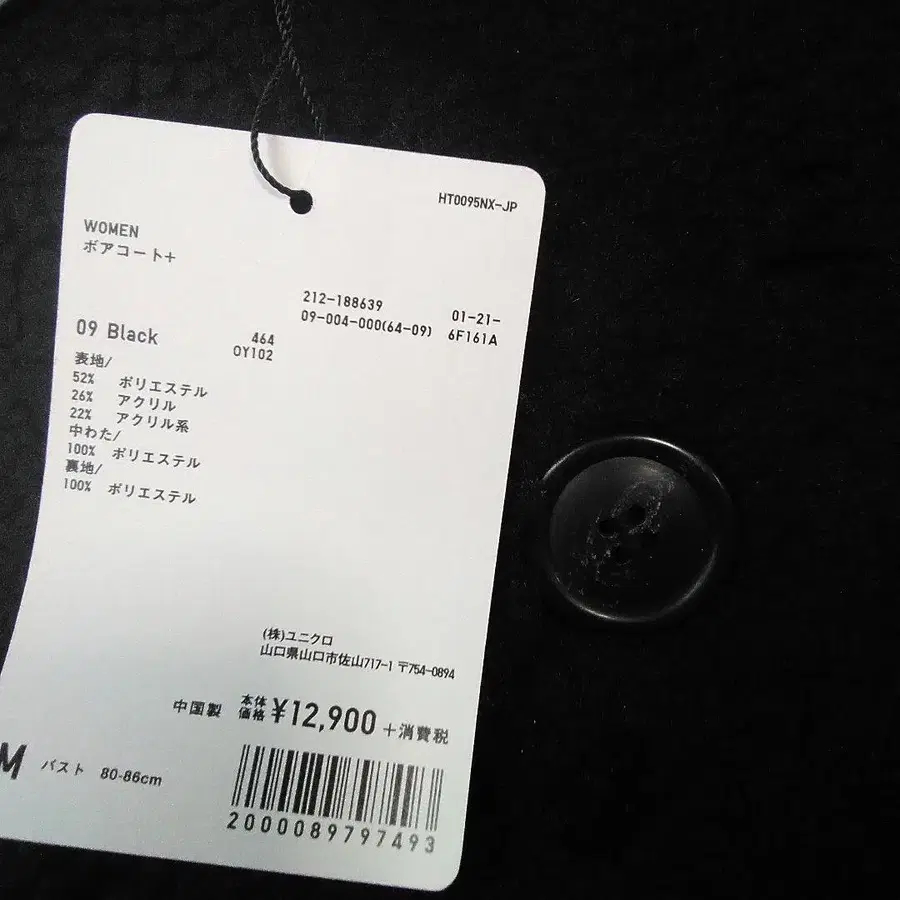 HT0095NX-JP
WOMEN
ボアコート+
212-188639 01-21-
09-004-000(64-09) 6F161A
09 Black 464
OY102
表地/
52% ポリエステル
26% アクリル
22% アクリル系
中わた/
100% ポリエステル
裏地/
100% ポリエステル
(株)ユニクロ
山口県山口市佐山717-1 〒754-0894
中国製 本体価格 ¥12,900 +消費税
M バスト 80-86cm
2000089797493